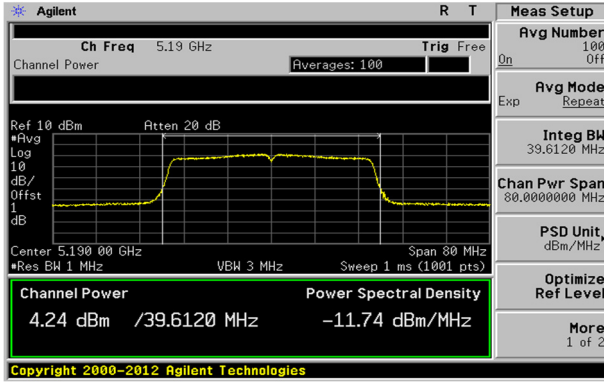 Agilent R T Meas Setup
Ch Freq 5.19 GHz Trig Free
Channel Power Averages: 100
Ref 10 dBm Atten 20 dB
#Avg
Log
10
dB/
Offst
1
dB
Center 5.190 00 GHz Span 80 MHz
#Res BW 1 MHz VBW 3 MHz Sweep 1 ms (1001 pts)
Channel Power Power Spectral Density
4.24 dBm /39.6120 MHz -11.74 dBm/MHz
Copyright 2000-2012 Agilent Technologies
Avg Number
100
On Off
Avg Mode
Exp Repeat
Integ BW
39.6120 MHz
Chan Pwr Span
80.0000000 MHz
PSD Unit
dBm/MHz
Optimize
Ref Level
More
1 of 2